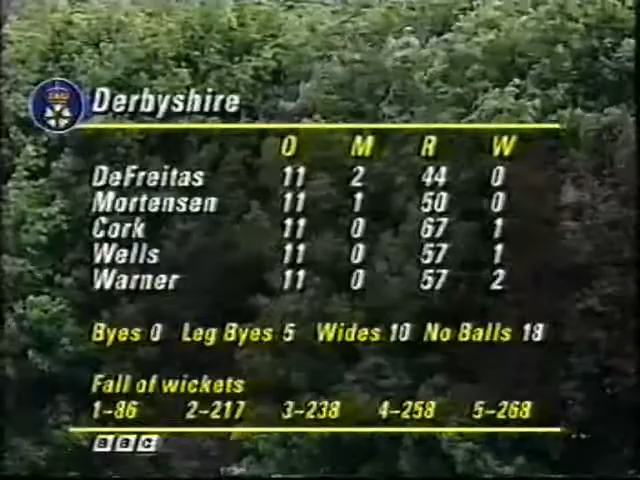 Derbyshire
O M R W
DeFreitas 11 2 44 0
Mortensen 11 1 50 0
Cork 11 0 67 1
Wells 11 0 57 1
Warner 11 0 57 2
Byes 0 Leg Byes 5 Wides 10 No Balls 18
Fall of wickets
1-86 2-217 3-238 4-258 5-268
BBC